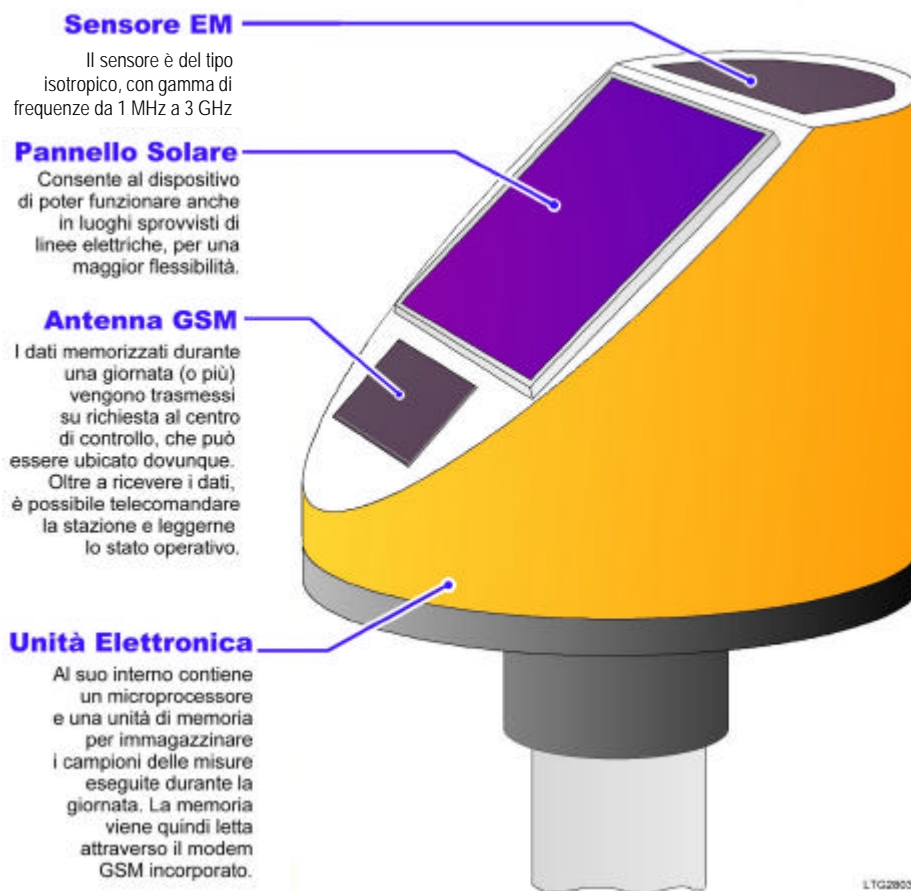 Sensore EM
Il sensore è del tipo
isotropico, con gamma di
frequenze da 1 MHz a 3 GHz
Pannello Solare
Consente al dispositivo
di poter funzionare anche
in luoghi sprovvisti di
linee elettriche, per una
maggior flessibilità.
Antenna GSM
I dati memorizzati durante
una giornata (o più)
vengono trasmessi
su richiesta al centro
di controllo, che può
essere ubicato dovunque.
Oltre a ricevere i dati,
è possibile telecomandare
la stazione e leggerne
lo stato operativo.
Unità Elettronica
Al suo interno contiene
un microprocessore
e una unità di memoria
per immagazzinare
i campioni delle misure
eseguite durante la
giornata. La memoria
viene quindi letta
attraverso il modem
GSM incorporato.